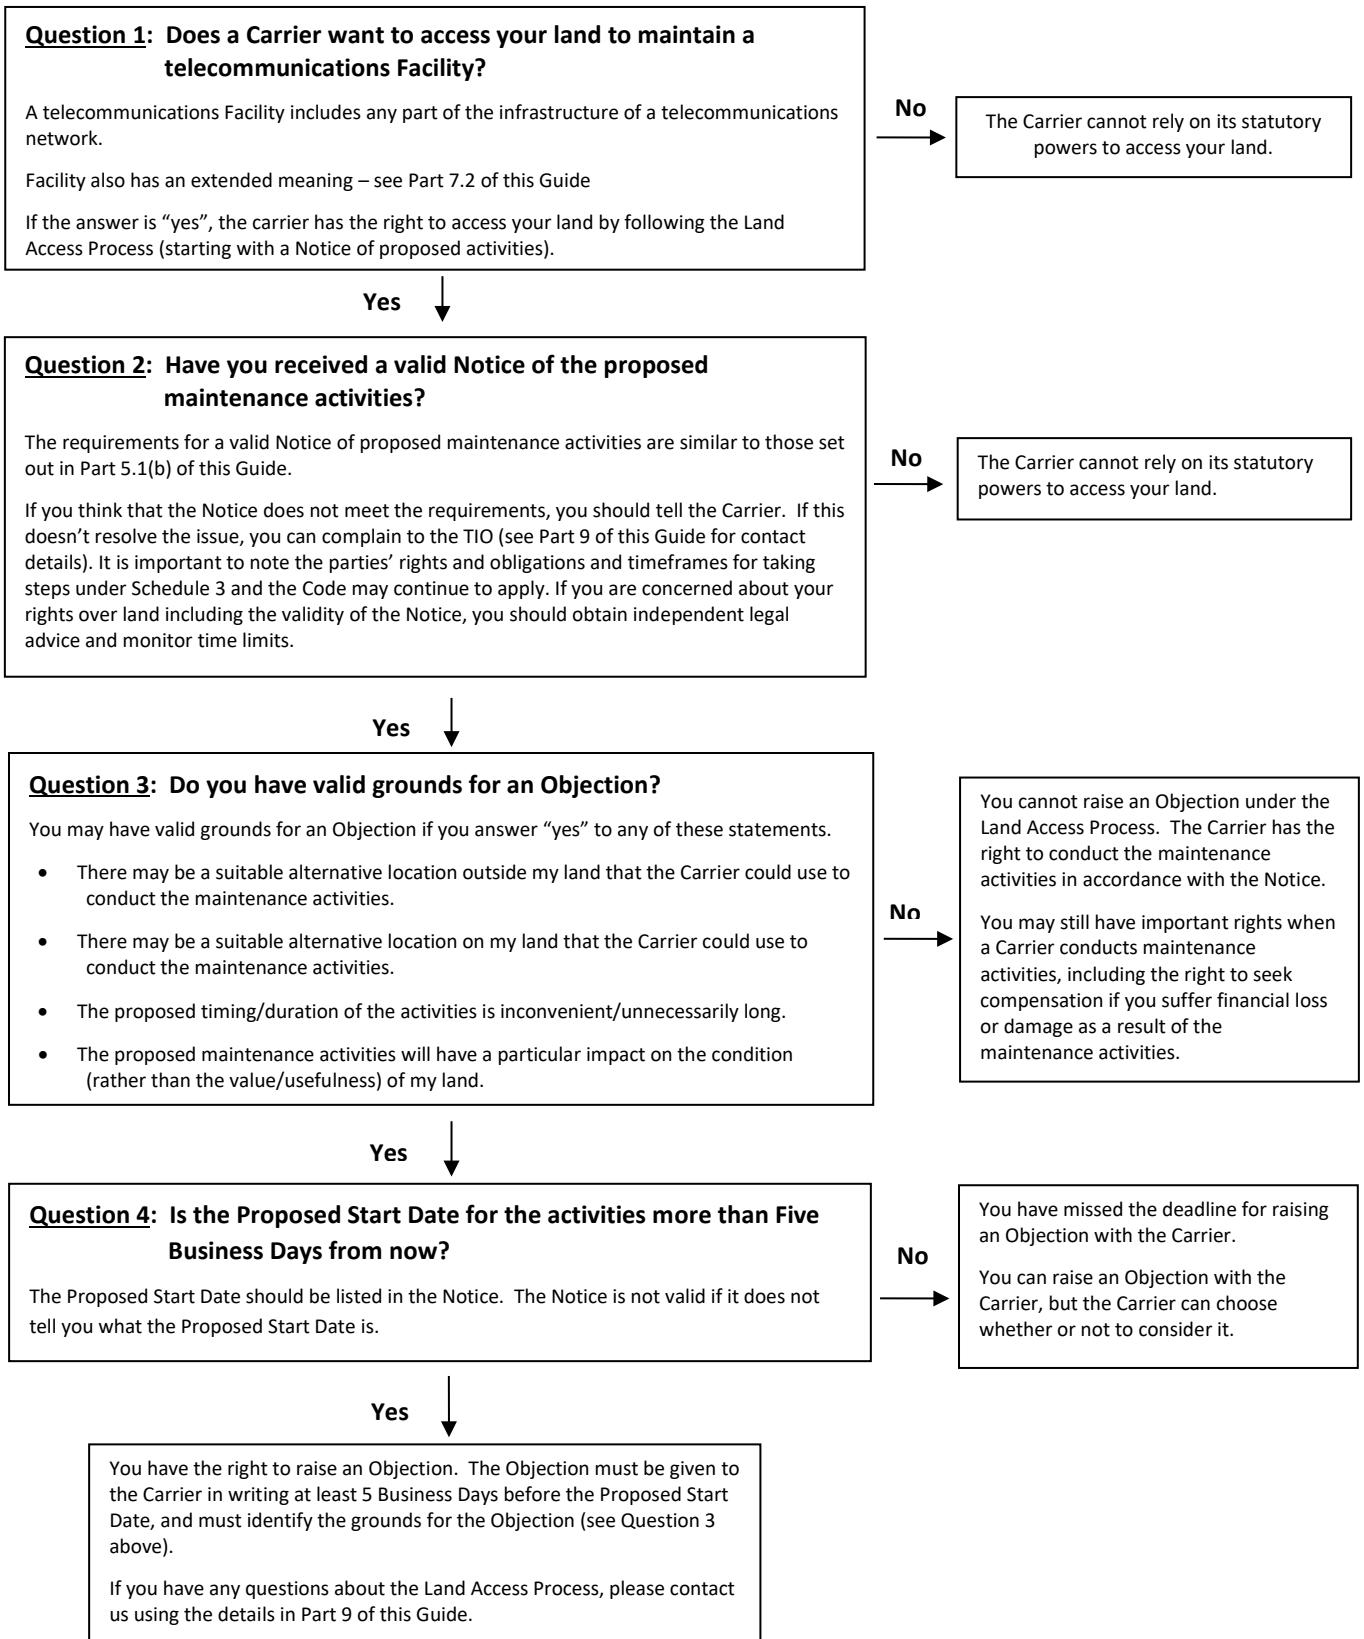 Question 1:  Does a Carrier want to access your land to maintain a
telecommunications Facility?
A telecommunications Facility includes any part of the infrastructure of a telecommunications
network.
Facility also has an extended meaning – see Part 7.2 of this Guide
If the answer is “yes”, the carrier has the right to access your land by following the Land
Access Process (starting with a Notice of proposed activities).
No
The Carrier cannot rely on its statutory
powers to access your land.
Yes
Question 2:  Have you received a valid Notice of the proposed
maintenance activities?
The requirements for a valid Notice of proposed maintenance activities are similar to those set
out in Part 5.1(b) of this Guide.
If you think that the Notice does not meet the requirements, you should tell the Carrier.  If this
doesn’t resolve the issue, you can complain to the TIO (see Part 9 of this Guide for contact
details). It is important to note the parties’ rights and obligations and timeframes for taking
steps under Schedule 3 and the Code may continue to apply. If you are concerned about your
rights over land including the validity of the Notice, you should obtain independent legal
advice and monitor time limits.
No
The Carrier cannot rely on its statutory
powers to access your land.
Yes
Question 3:  Do you have valid grounds for an Objection?
You may have valid grounds for an Objection if you answer “yes” to any of these statements.
• There may be a suitable alternative location outside my land that the Carrier could use to
conduct the maintenance activities.
• There may be a suitable alternative location on my land that the Carrier could use to
conduct the maintenance activities.
• The proposed timing/duration of the activities is inconvenient/unnecessarily long.
• The proposed maintenance activities will have a particular impact on the condition
(rather than the value/usefulness) of my land.
No
You cannot raise an Objection under the
Land Access Process.  The Carrier has the
right to conduct the maintenance
activities in accordance with the Notice.
You may still have important rights when
a Carrier conducts maintenance
activities, including the right to seek
compensation if you suffer financial loss
or damage as a result of the
maintenance activities.
Yes
Question 4:  Is the Proposed Start Date for the activities more than Five
Business Days from now?
The Proposed Start Date should be listed in the Notice.  The Notice is not valid if it does not
tell you what the Proposed Start Date is.
No
You have missed the deadline for raising
an Objection with the Carrier.
You can raise an Objection with the
Carrier, but the Carrier can choose
whether or not to consider it.
Yes
You have the right to raise an Objection.  The Objection must be given to
the Carrier in writing at least 5 Business Days before the Proposed Start
Date, and must identify the grounds for the Objection (see Question 3
above).
If you have any questions about the Land Access Process, please contact
us using the details in Part 9 of this Guide.